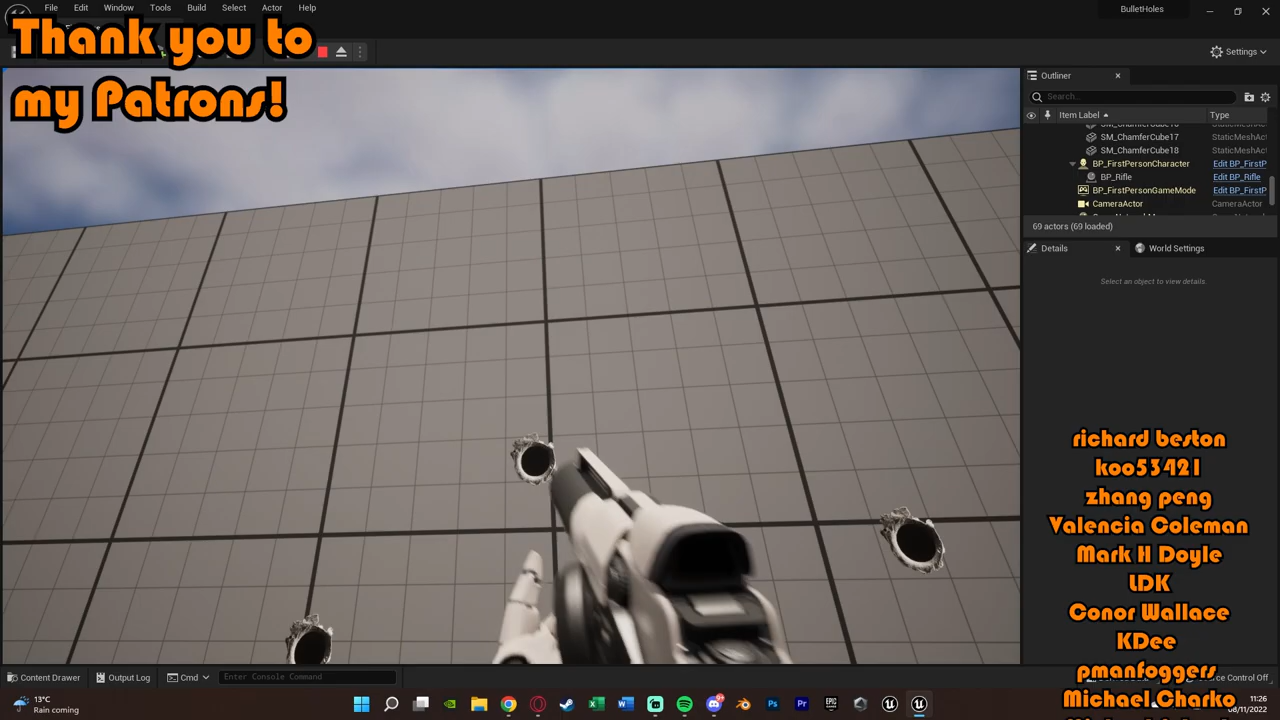 File Edit Window Tools Build Select Actor Help
BulletHoles
Thank you to
my Patrons!
Settings
Outliner
Search...
Item Label
Type
SM_ChamferCube17
StaticMeshAct
SM_ChamferCube18
StaticMeshAct
BP_FirstPersonCharacter
Edit BP_FirstP
BP_Rifle
Edit BP_Rifle
BP_FirstPersonGameMode
Edit BP_FirstP
CameraActor
CameraActor
69 actors (69 loaded)
Details
World Settings
Select an object to view details
richard beston
koo53421
zhang peng
Valencia Coleman
Mark H Doyle
LDK
Conor Wallace
KDee
pmanfoggers
Michael Charko
Content Drawer
Output Log
Cmd
Enter Console Command
Source Control Off
13°C
Rain coming
11:26
08/11/2022